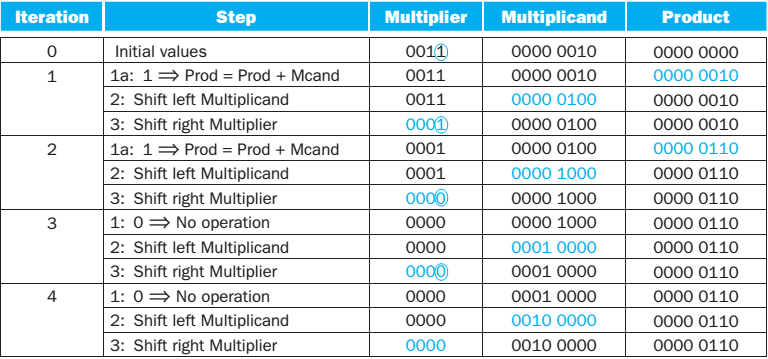 Iteration Step Multiplier Multiplicand Product
0 Initial values 0011 0000 0010 0000 0000
1 1a: 1 ⇒ Prod = Prod + Mcand 0011 0000 0010 0000 0010
2: Shift left Multiplicand 0011 0000 0100 0000 0010
3: Shift right Multiplier 0001 0000 0100 0000 0010
2 1a: 1 ⇒ Prod = Prod + Mcand 0001 0000 0100 0000 0110
2: Shift left Multiplicand 0001 0000 1000 0000 0110
3: Shift right Multiplier 0000 0000 1000 0000 0110
3 1: 0 ⇒ No operation 0000 0000 1000 0000 0110
2: Shift left Multiplicand 0000 0001 0000 0000 0110
3: Shift right Multiplier 0000 0001 0000 0000 0110
4 1: 0 ⇒ No operation 0000 0001 0000 0000 0110
2: Shift left Multiplicand 0000 0010 0000 0000 0110
3: Shift right Multiplier 0000 0010 0000 0000 0110